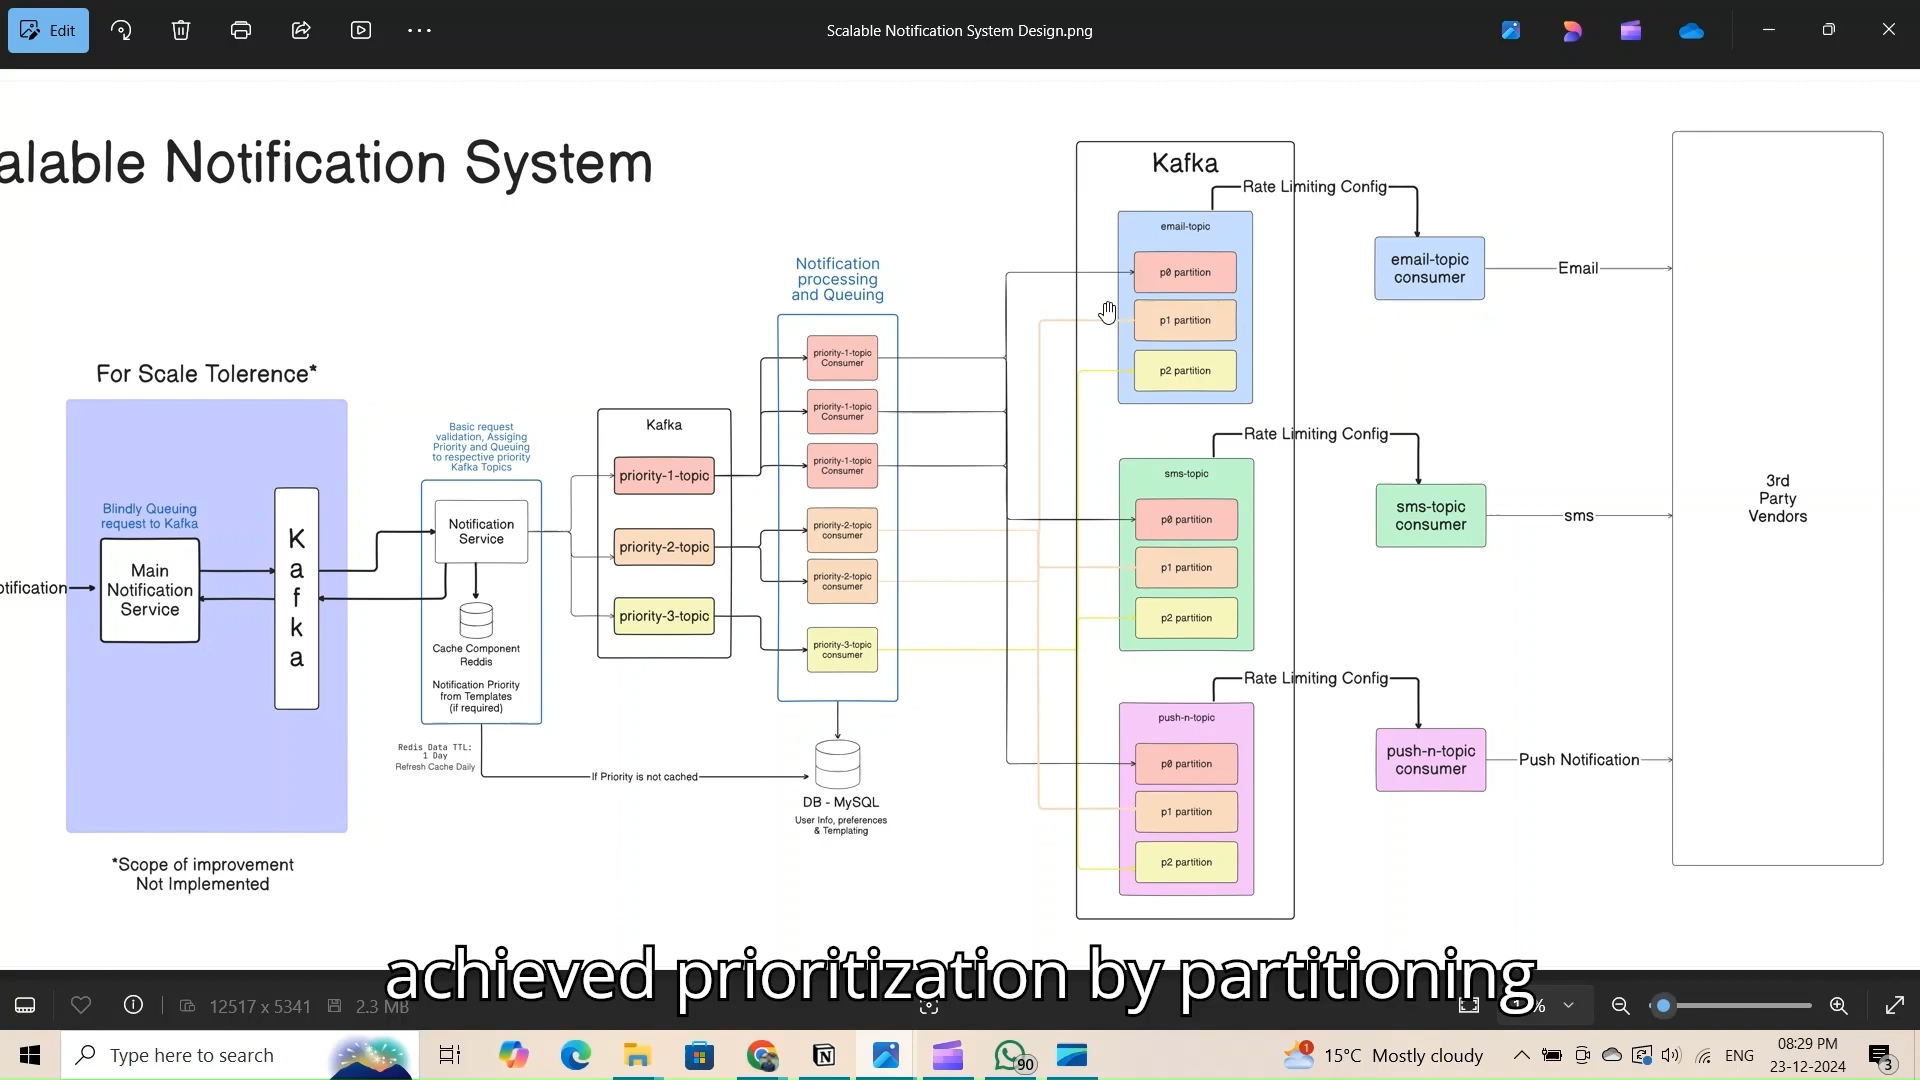 Edit
Scalable Notification System Design.png
alable Notification System
For Scale Tolerence*
Blindly Queuing
request to Kafka
otification
Main
Notification
Service
K
a
f
k
a
*Scope of improvement
Not Implemented
Basic request
validation, Assiging
Priority and Queuing
to respective priority
Kafka Topics
Notification
Service
Cache Component
Reddis
Notification Priority
from Templates
(if required)
Redis Data TTL:
1 Day
Refresh Cache Daily
If Priority is not cached
Kafka
priority-1-topic
priority-2-topic
priority-3-topic
Notification
processing
and Queuing
priority-1-topic
Consumer
priority-1-topic
Consumer
priority-1-topic
Consumer
priority-2-topic
consumer
priority-2-topic
consumer
priority-3-topic
consumer
DB - MySQL
User Info, preferences
& Templating
Kafka
email-topic
p0 partition
p1 partition
p2 partition
sms-topic
p0 partition
p1 partition
p2 partition
push-n-topic
p0 partition
p1 partition
p2 partition
Rate Limiting Config
email-topic
consumer
Email
Rate Limiting Config
sms-topic
consumer
sms
Rate Limiting Config
push-n-topic
consumer
Push Notification
3rd
Party
Vendors
achieved prioritization by partitioning
12517 x 5341
2.3 MB
%
Type here to search
90
1
15°C Mostly cloudy
ENG
08:29 PM
23-12-2024
3